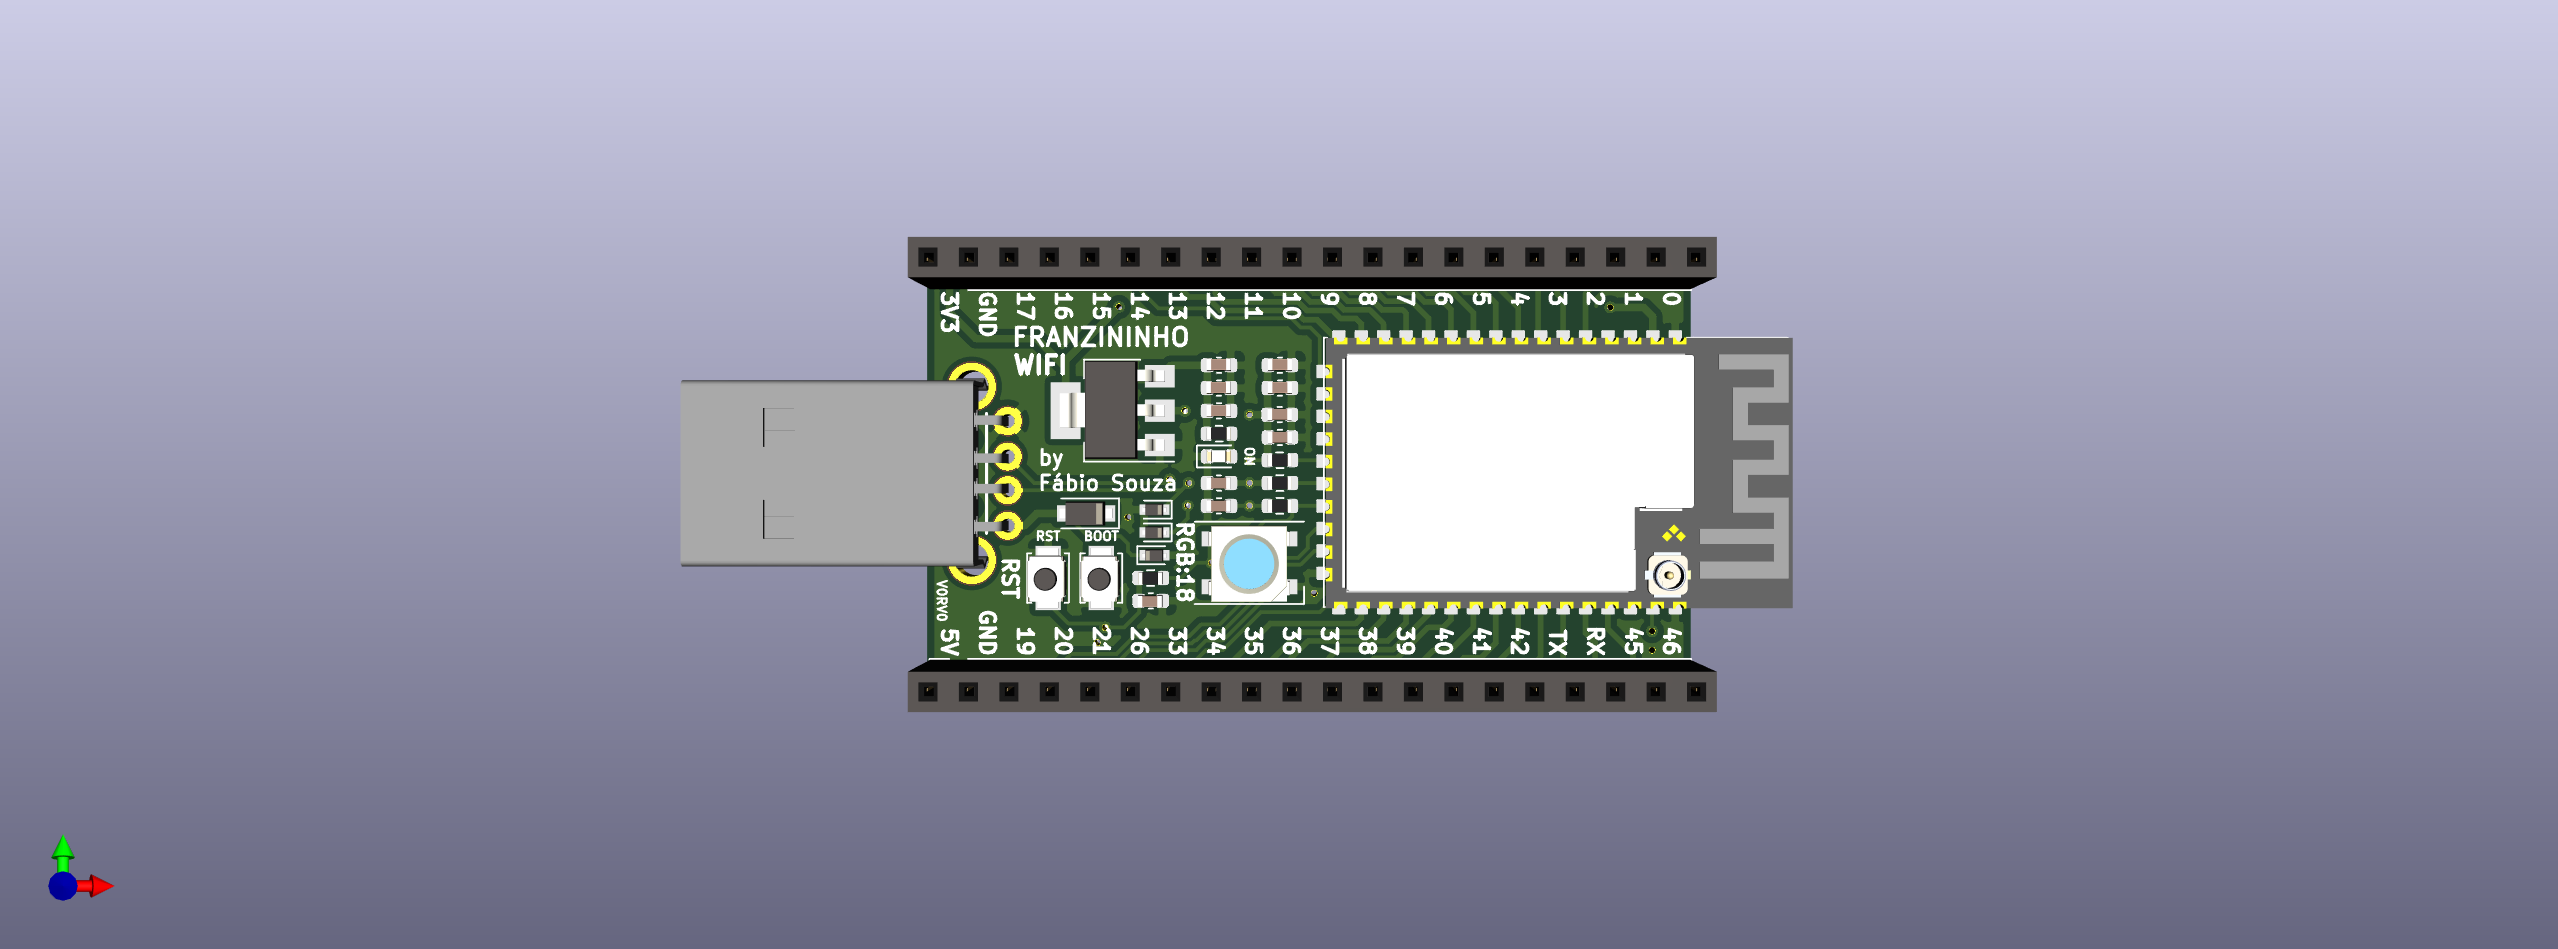 3V3 GND 17 16 15 14 13 12 11 10 9 8 7 6 5 4 3 2 1 0
FRANZININHO
WIFI
by
Fábio Souza
ON
RST BOOT
RST
RGB:18
V0RV0
5V GND 19 20 21 26 33 34 35 36 37 38 39 40 41 42 TX RX 45 46